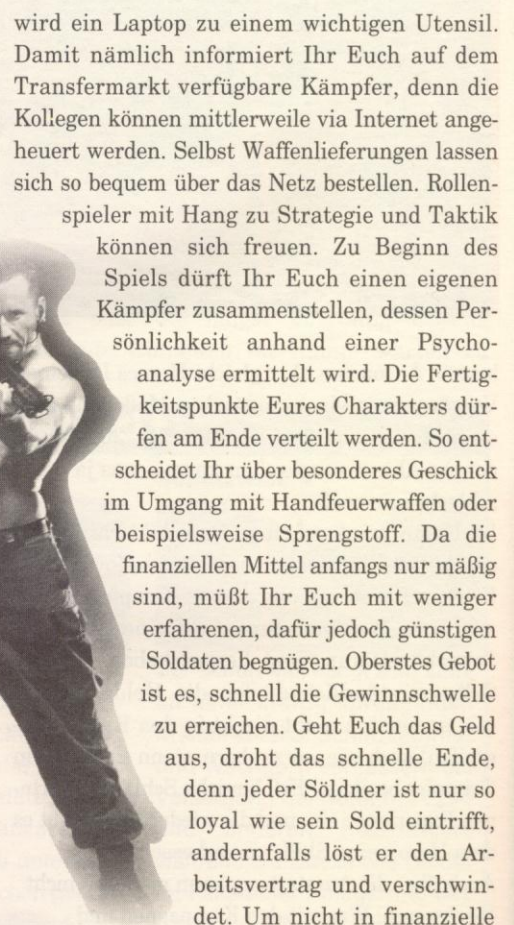 wird ein Laptop zu einem wichtigen Utensil.
Damit nämlich informiert Ihr Euch auf dem
Transfermarkt verfügbare Kämpfer, denn die
Kollegen können mittlerweile via Internet ange-
heuert werden. Selbst Waffenlieferungen lassen
sich so bequem über das Netz bestellen. Rollen-
spieler mit Hang zu Strategie und Taktik
können sich freuen. Zu Beginn des
Spiels dürft Ihr Euch einen eigenen
Kämpfer zusammenstellen, dessen Per-
sönlichkeit anhand einer Psycho-
analyse ermittelt wird. Die Fertig-
keitspunkte Eures Charakters dür-
fen am Ende verteilt werden. So ent-
scheidet Ihr über besonderes Geschick
im Umgang mit Handfeuerwaffen oder
beispielsweise Sprengstoff. Da die
finanziellen Mittel anfangs nur mäßig
sind, müßt Ihr Euch mit weniger
erfahrenen, dafür jedoch günstigen
Soldaten begnügen. Oberstes Gebot
ist es, schnell die Gewinnschwelle
zu erreichen. Geht Euch das Geld
aus, droht das schnelle Ende,
denn jeder Söldner ist nur so
loyal wie sein Sold eintrifft,
andernfalls löst er den Ar-
beitsvertrag und verschwin-
det. Um nicht in finanzielle